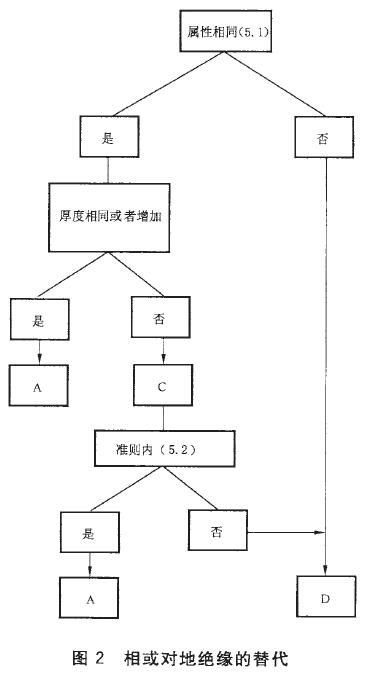 属性相同(5.1)
是
否
厚度相同或者增加
是
否
A
C
准则内（5.2）
是
否
A
D
图 2 相或对地绝缘的替代